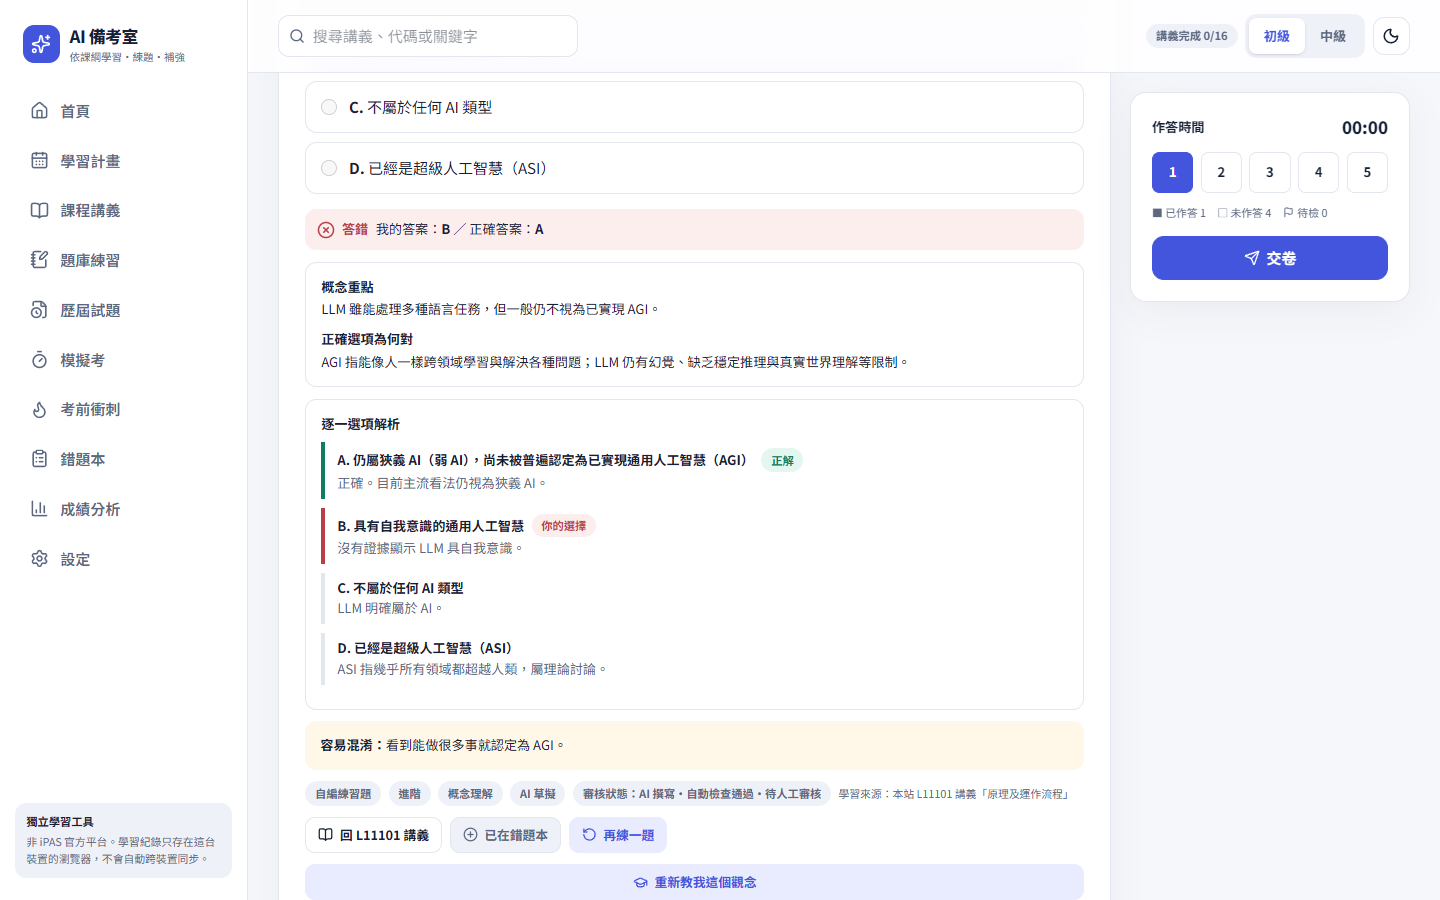 AI 備考室
依課綱學習・練題・補強
首頁
學習計畫
課程講義
題庫練習
歷屆試題
模擬考
考前衝刺
錯題本
成績分析
設定
獨立學習工具
非 iPAS 官方平台。學習紀錄只存在這台
裝置的瀏覽器，不會自動跨裝置同步。
搜尋講義、代碼或關鍵字
講義完成 0/16
初級
中級
C. 不屬於任何 AI 類型
D. 已經是超級人工智慧（ASI）
答錯 我的答案：B ／ 正確答案：A
概念重點
LLM 雖能處理多種語言任務，但一般仍不視為已實現 AGI。
正確選項為何對
AGI 指能像人一樣跨領域學習與解決各種問題；LLM 仍有幻覺、缺乏穩定推理與真實世界理解等限制。
逐一選項解析
A. 仍屬狹義 AI（弱 AI），尚未被普遍認定為已實現通用人工智慧（AGI） 正解
正確。目前主流看法仍視為狹義 AI。
B. 具有自我意識的通用人工智慧 你的選擇
沒有證據顯示 LLM 具自我意識。
C. 不屬於任何 AI 類型
LLM 明確屬於 AI。
D. 已經是超級人工智慧（ASI）
ASI 指幾乎所有領域都超越人類，屬理論討論。
容易混淆：看到能做很多事就認定為 AGI。
自編練習題 進階 概念理解 AI 草擬 審核狀態：AI 撰寫・自動檢查通過・待人工審核 學習來源：本站 L11101 講義「原理及運作流程」
回 L11101 講義 已在錯題本 再練一題
重新教我這個觀念
作答時間 00:00
1 2 3 4 5
已作答 1 未作答 4 待檢 0
交卷